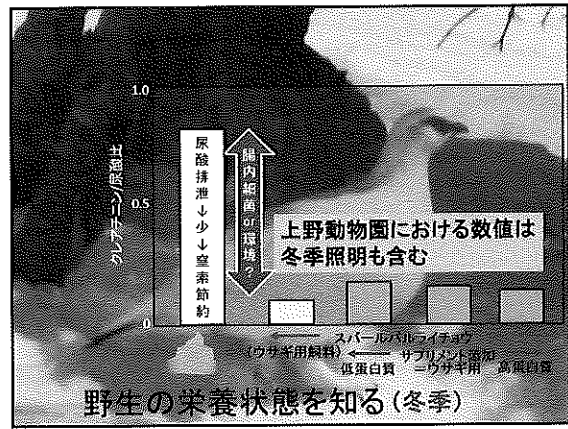 1.0
0.5
0
クレアチニン/尿酸比
尿酸排泄↓少↓窒素節約
腸内細菌or環境?
上野動物園における数値は
冬季照明も含む
スバールバルライチョウ
(ウサギ用飼料)
サプリメント添加
低蛋白質 =ウサギ用 高蛋白質
野生の栄養状態を知る(冬季)